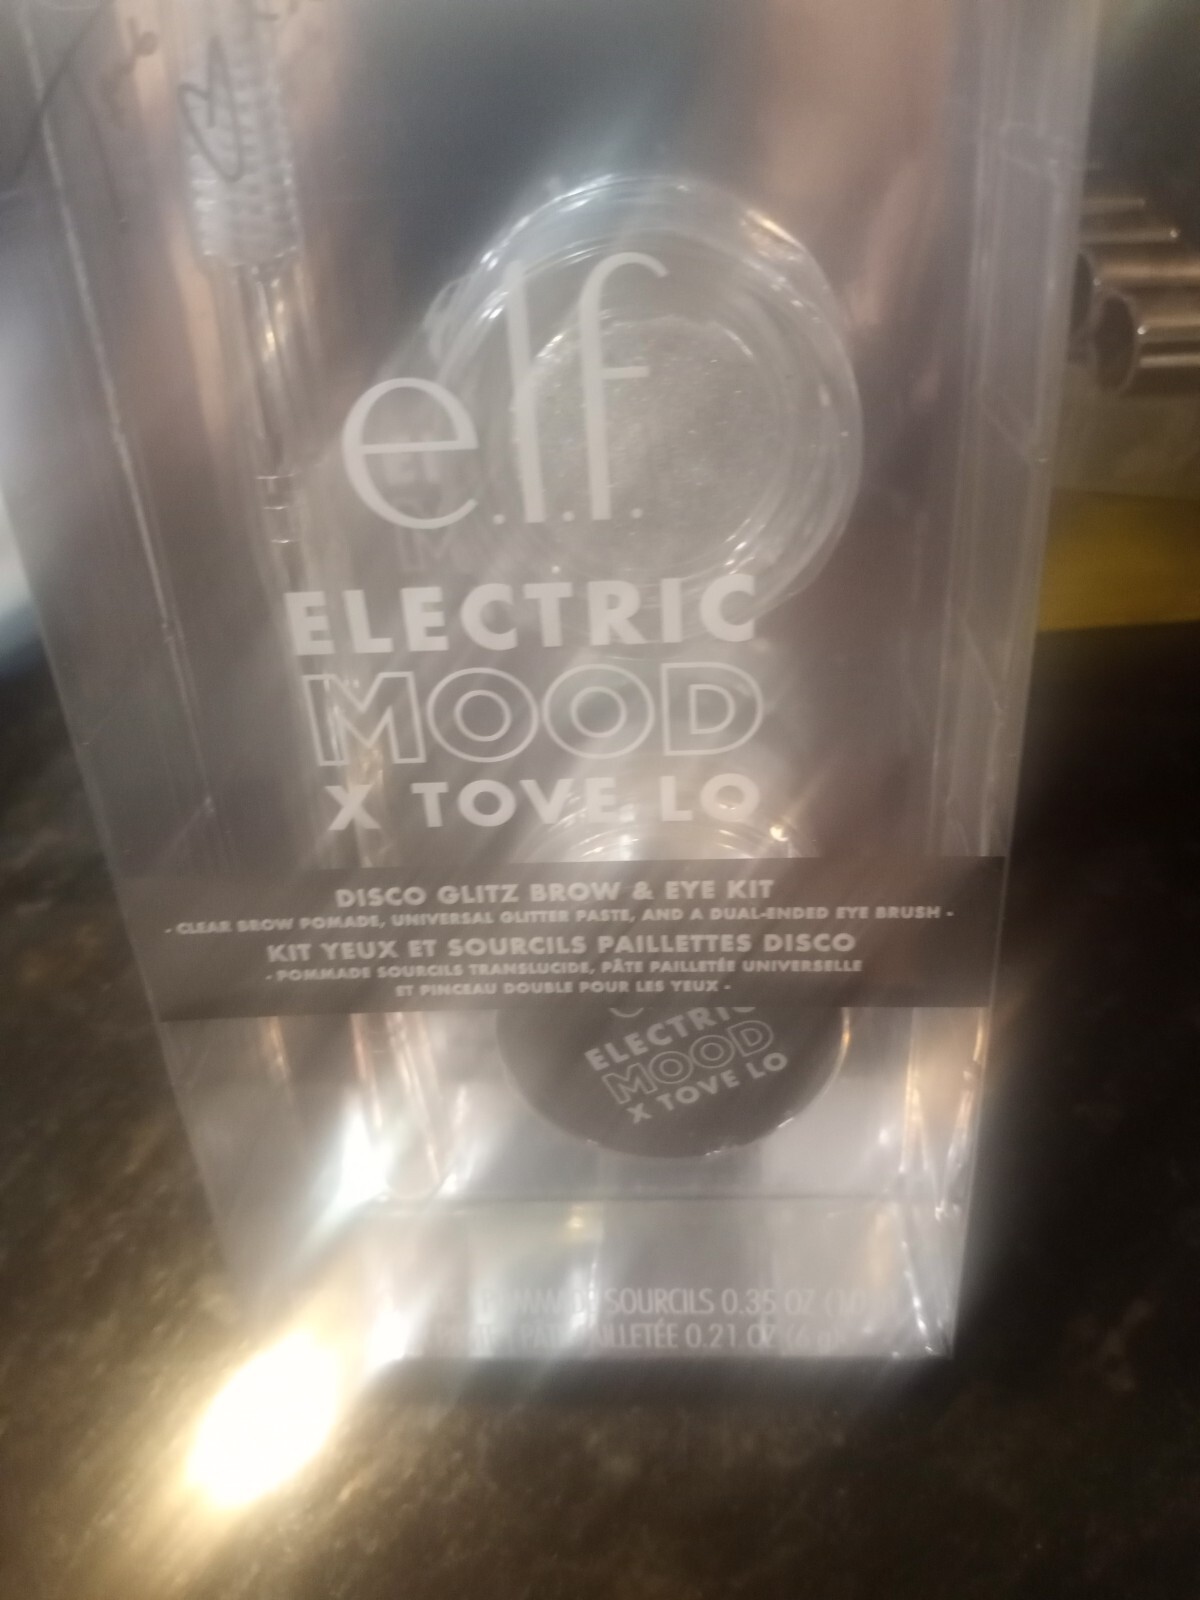 e.l.f.
ELECTRIC
MOOD
X TOVE LO
DISCO GLITZ BROW & EYE KIT
- CLEAR BROW POMADE, UNIVERSAL GLITTER PASTE, AND A DUAL-ENDED EYE BRUSH -
KIT YEUX ET SOURCILS PAILLETTES DISCO
- POMMADE SOURCILS TRANSLUCIDE, PÂTE PAILLETÉE UNIVERSELLE
ET PINCEAU DOUBLE POUR LES YEUX -
ELECTRIC
MOOD
X TOVE LO
SOURCILS 0.35 OZ
0.21 OZ (6 g)